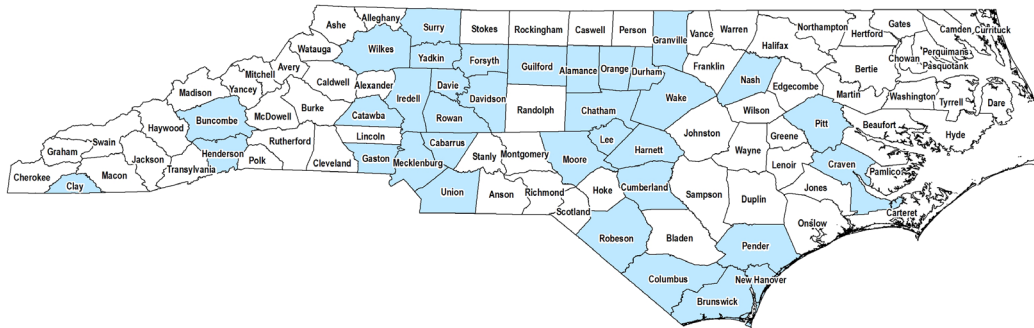 Ashe
Alleghany
Surry
Stokes
Rockingham
Caswell
Person
Granville
Vance
Warren
Northampton
Gates
Hertford
Camden
Currituck
Watauga
Wilkes
Yadkin
Forsyth
Guilford
Alamance
Orange
Durham
Franklin
Halifax
Bertie
Chowan
Perquimans
Pasquotank
Avery
Mitchell
Yancey
Caldwell
Alexander
Iredell
Davie
Davidson
Randolph
Chatham
Wake
Nash
Edgecombe
Martin
Washington
Tyrrell
Dare
Madison
Buncombe
McDowell
Burke
Catawba
Rowan
Wilson
Pitt
Beaufort
Hyde
Haywood
Swain
Graham
Rutherford
Lincoln
Cabarrus
Stanly
Montgomery
Moore
Lee
Harnett
Johnston
Wayne
Greene
Lenoir
Craven
Pamlico
Cherokee
Clay
Macon
Jackson
Transylvania
Henderson
Polk
Cleveland
Gaston
Mecklenburg
Union
Anson
Richmond
Scotland
Hoke
Cumberland
Sampson
Duplin
Jones
Carteret
Onslow
Robeson
Bladen
Pender
Columbus
Brunswick
New Hanover